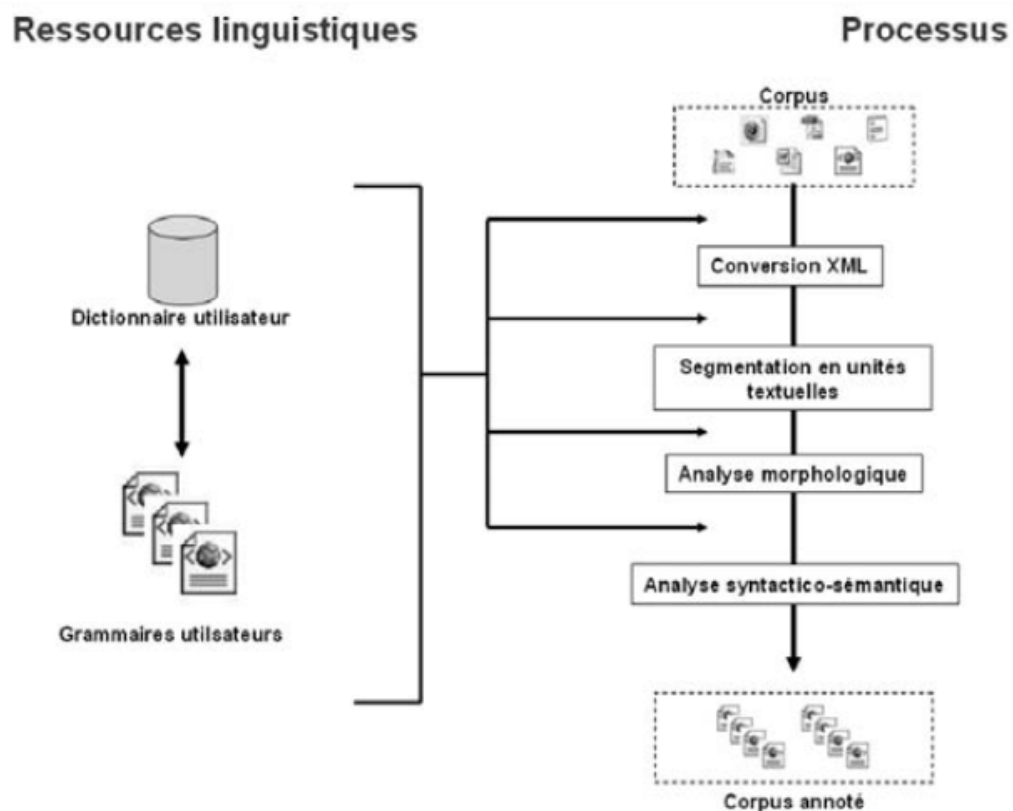 Ressources linguistiques
Processus
Corpus
Conversion XML
Dictionnaire utilisateur
Segmentation en unités
textuelles
Analyse morphologique
Analyse syntactico-sémantique
Grammaires utilsateurs
Corpus annoté